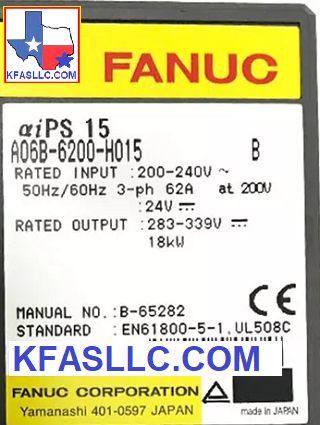 KFASLLC.COM
FANUC
αiPS 15
A06B-6200-H015 B
RATED INPUT : 200-240V ~
50Hz/60Hz 3-ph 62A at 200V
:24V ⎓
RATED OUTPUT : 283-339V ⎓
18kW
MANUAL NO.: B-65282
CE
STANDARD : EN61800-5-1, UL508C
KFASLLC.COM
FANUC CORPORATION
Yamanashi 401-0597 JAPAN
made in JAPAN